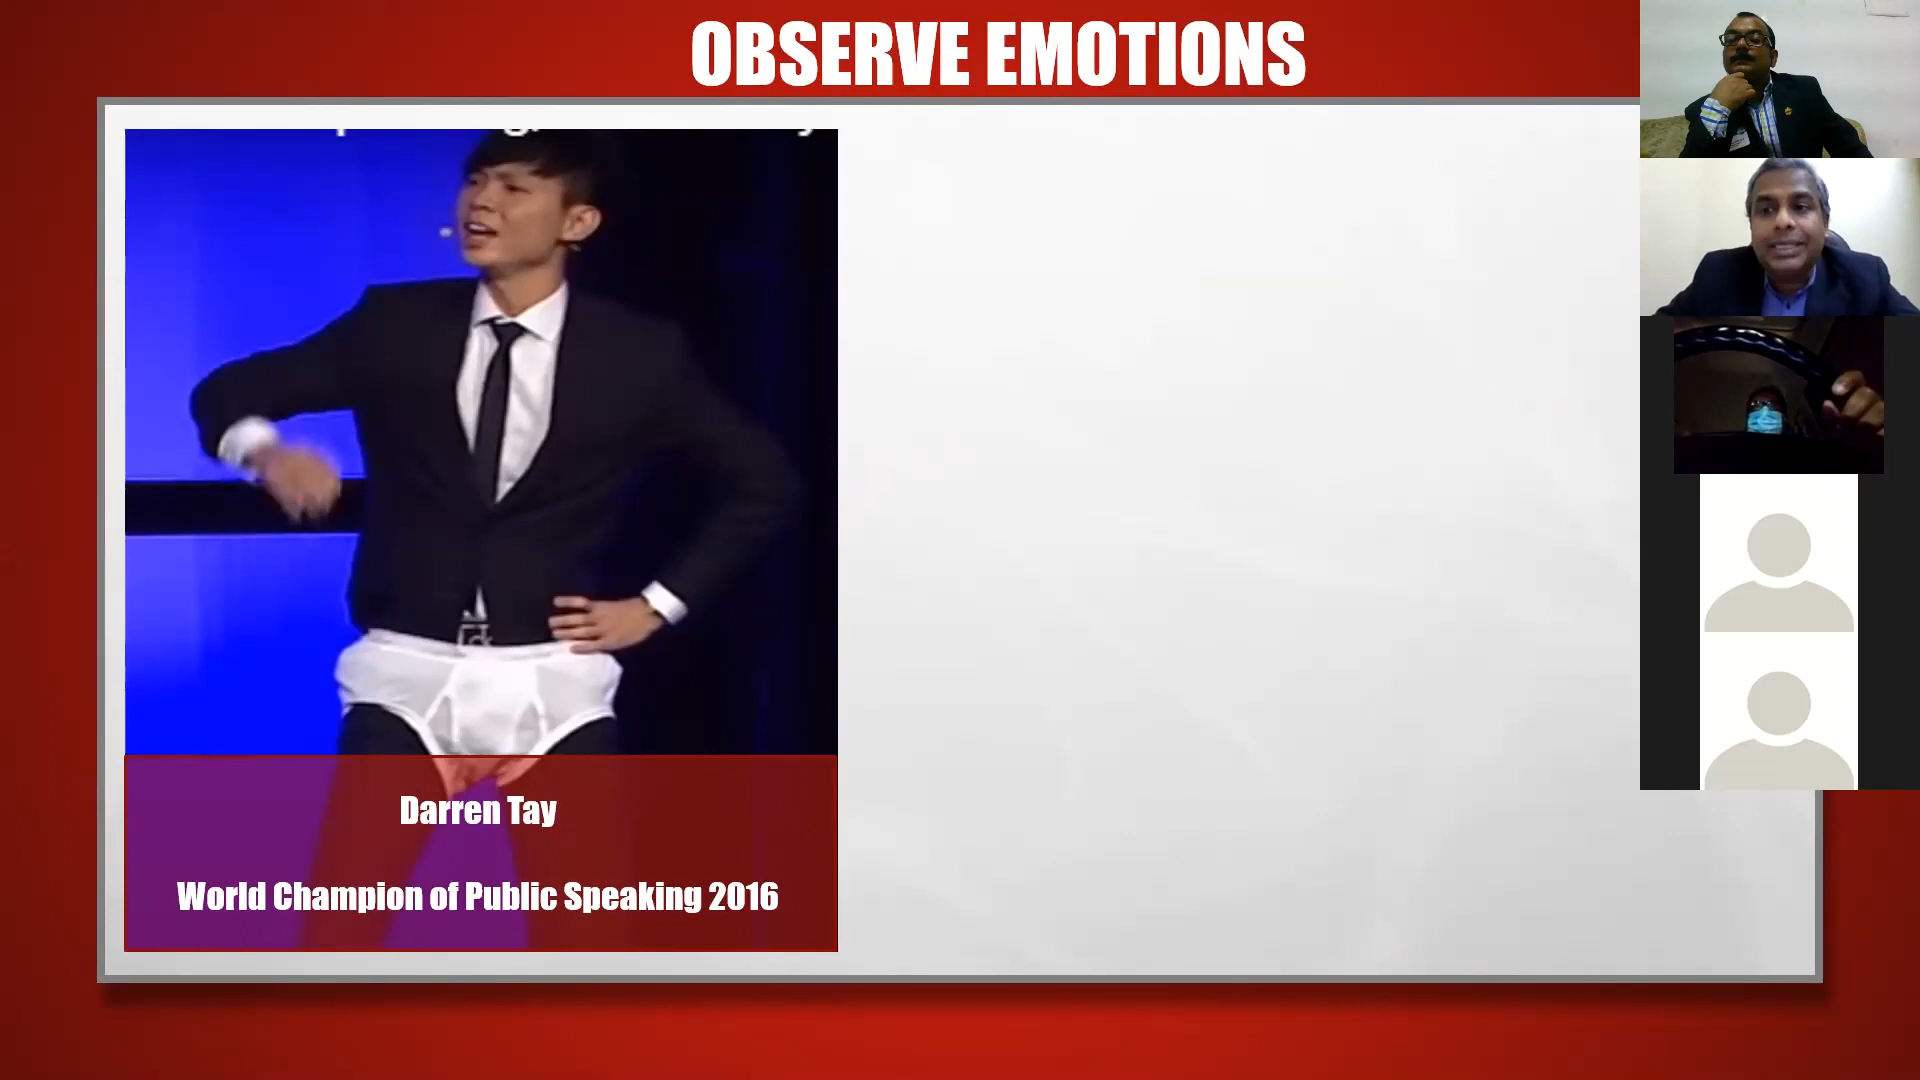 OBSERVE EMOTIONS
Darren Tay
World Champion of Public Speaking 2016